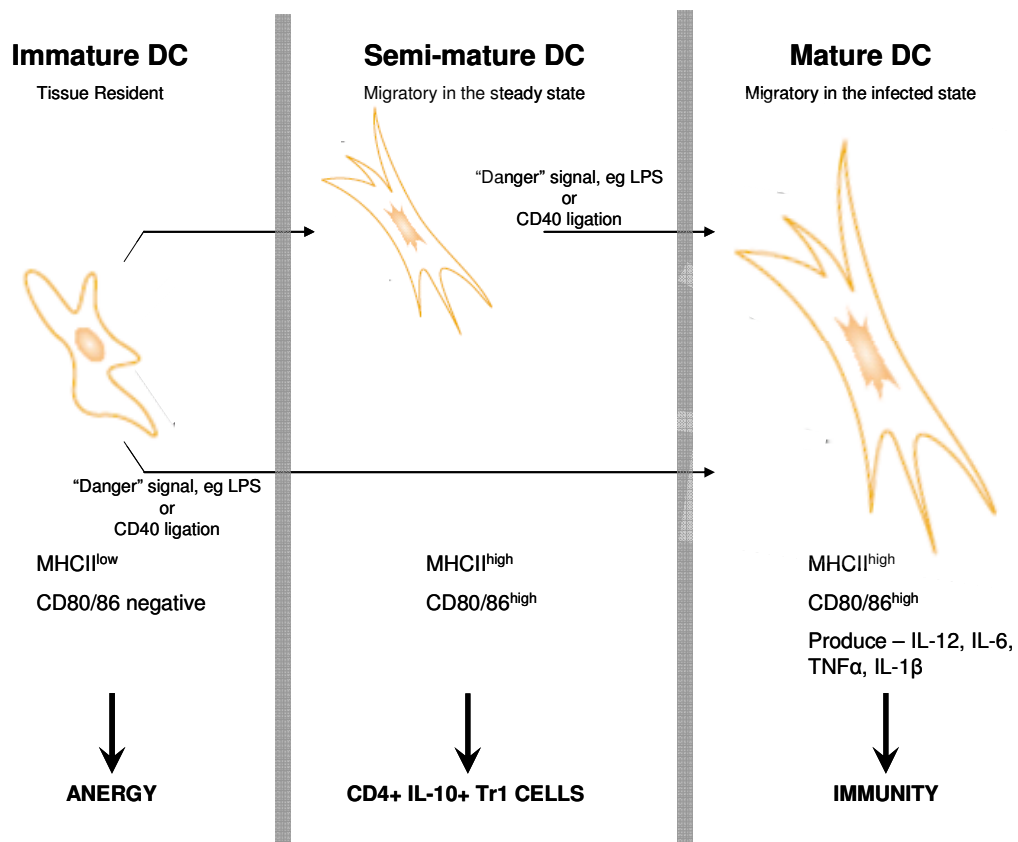 Immature DC
Tissue Resident
Semi-mature DC
Migratory in the steady state
Mature DC
Migratory in the infected state
“Danger” signal, eg LPS
or
CD40 ligation
“Danger” signal, eg LPS
or
CD40 ligation
MHCIIlow
CD80/86 negative
MHCIIhigh
CD80/86high
MHCIIhigh
CD80/86high
Produce – IL-12, IL-6,
TNFα, IL-1β
ANERGY
CD4+ IL-10+ Tr1 CELLS
IMMUNITY